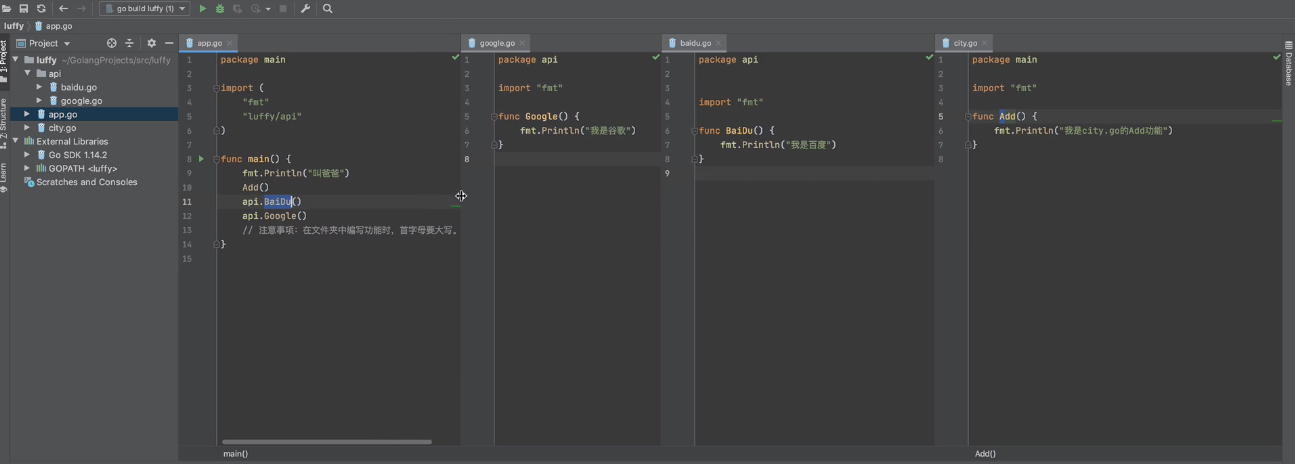 go build luffy (1)
luffy
app.go
Project
1: Project
Z: Structure
Learn
luffy ~/GolangProjects/src/luffy
api
baidu.go
google.go
app.go
city.go
External Libraries
Go SDK 1.14.2
GOPATH <luffy>
Scratches and Consoles
app.go
1 package main
2
3 import (
4 "fmt"
5 "luffy/api"
6 )
7
8 func main() {
9 fmt.Println("叫爸爸")
10 Add()
11 api.BaiDu()
12 api.Google()
13 // 注意事项：在文件夹中编写功能时，首字母要大写。
14 }
15
main()
google.go
1 package api
2
3 import "fmt"
4
5 func Google() {
6 fmt.Println("我是谷歌")
7 }
8
baidu.go
1 package api
2
3
4 import "fmt"
5
6 func BaiDu() {
7 fmt.Println("我是百度")
8 }
9
city.go
1 package main
2
3 import "fmt"
4
5 func Add() {
6 fmt.Println("我是city.go的Add功能")
7 }
8
Add()
Database